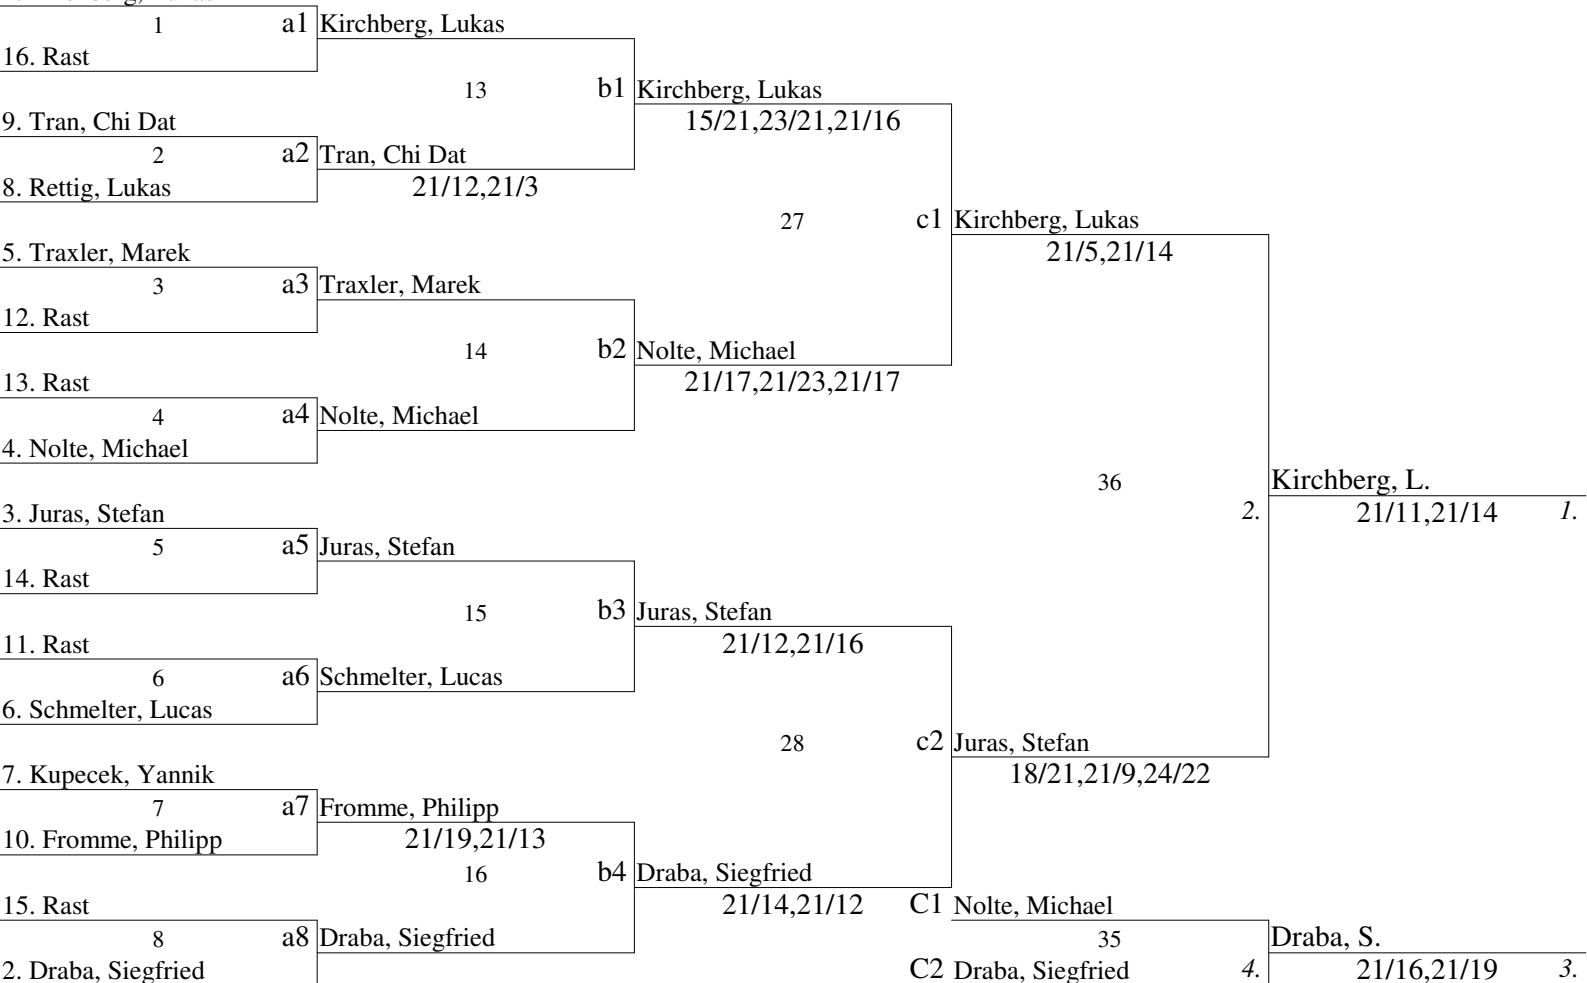 1 a1 Kirchberg, Lukas
16. Rast
13 b1 Kirchberg, Lukas
15/21,23/21,21/16
9. Tran, Chi Dat
2 a2 Tran, Chi Dat
8. Rettig, Lukas 21/12,21/3
27 c1 Kirchberg, Lukas
21/5,21/14
5. Traxler, Marek
3 a3 Traxler, Marek
12. Rast
14 b2 Nolte, Michael
21/17,21/23,21/17
13. Rast
4 a4 Nolte, Michael
4. Nolte, Michael
36 Kirchberg, L.
2. 21/11,21/14 1.
3. Juras, Stefan
5 a5 Juras, Stefan
14. Rast
15 b3 Juras, Stefan
21/12,21/16
11. Rast
6 a6 Schmelter, Lucas
6. Schmelter, Lucas
28 c2 Juras, Stefan
18/21,21/9,24/22
7. Kupecek, Yannik
7 a7 Fromme, Philipp
10. Fromme, Philipp 21/19,21/13
16 b4 Draba, Siegfried
21/14,21/12
15. Rast
C1 Nolte, Michael
8 a8 Draba, Siegfried
35 Draba, S.
2. Draba, Siegfried
C2 Draba, Siegfried 4. 21/16,21/19 3.